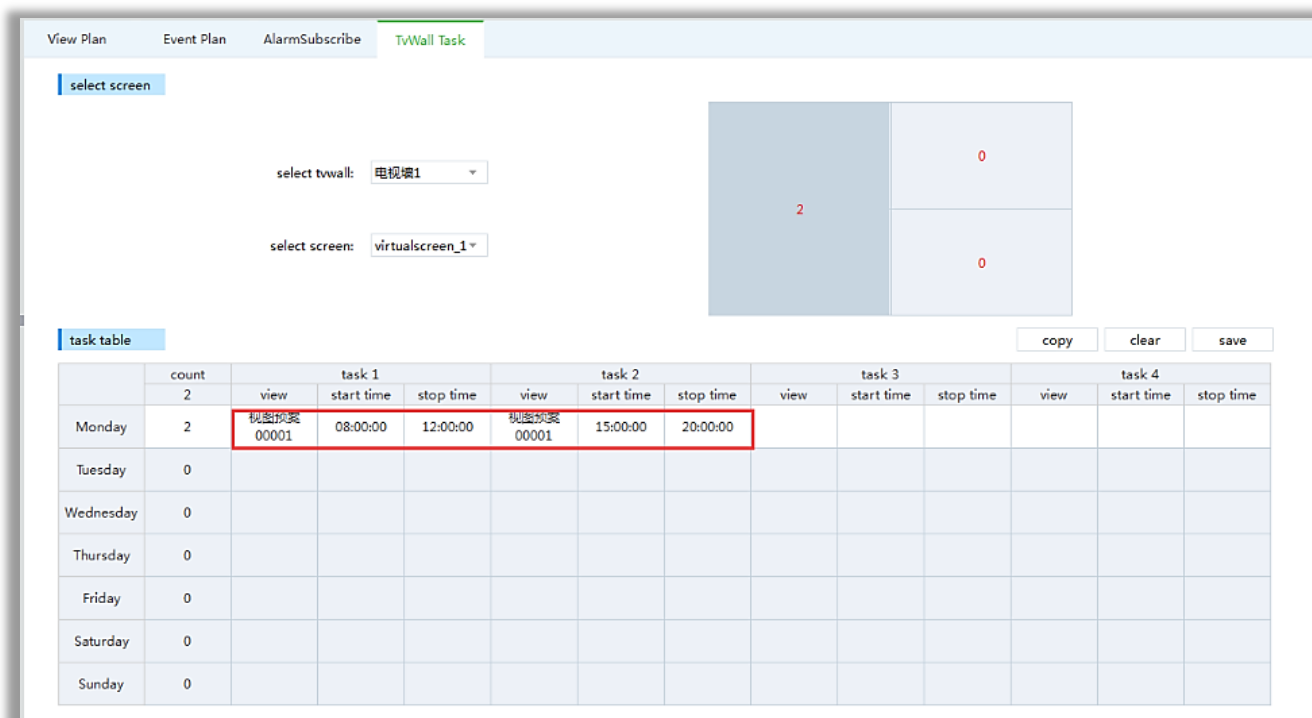 View Plan Event Plan AlarmSubscribe TvWall Task
select screen
select tvwall: 电视墙1
select screen: virtualscreen_1
2
0
0
task table
copy clear save
count task 1 task 2 task 3 task 4
2 view start time stop time view start time stop time view start time stop time view start time stop time
Monday 2 视图预案 00001 08:00:00 12:00:00 视图预案 00001 15:00:00 20:00:00
Tuesday 0
Wednesday 0
Thursday 0
Friday 0
Saturday 0
Sunday 0